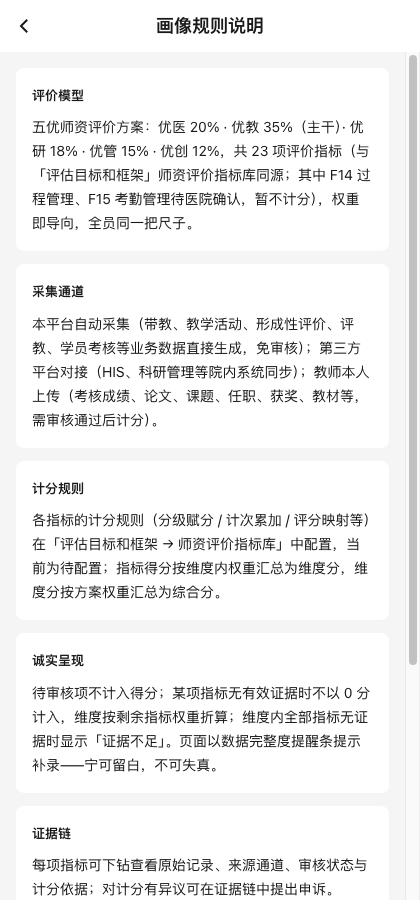 画像规则说明
评价模型
五优师资评价方案：优医 20% · 优教 35%（主干）· 优
研 18% · 优管 15% · 优创 12%，共 23 项评价指标（与
「评估目标和框架」师资评价指标库同源；其中 F14 过
程管理、F15 考勤管理待医院确认，暂不计分），权重
即导向，全员同一把尺子。
采集通道
本平台自动采集（带教、教学活动、形成性评价、评
教、学员考核等业务数据直接生成，免审核）；第三方
平台对接（HIS、科研管理等院内系统同步）；教师本人
上传（考核成绩、论文、课题、任职、获奖、教材等，
需审核通过后计分）。
计分规则
各指标的计分规则（分级赋分 / 计次累加 / 评分映射等）
在「评估目标和框架 → 师资评价指标库」中配置，当
前为待配置；指标得分按维度内权重汇总为维度分，维
度分按方案权重汇总为综合分。
诚实呈现
待审核项不计入得分；某项指标无有效证据时不以 0 分
计入，维度按剩余指标权重折算；维度内全部指标无证
据时显示「证据不足」。页面以数据完整度提醒条提示
补录——宁可留白，不可失真。
证据链
每项指标可下钻查看原始记录、来源通道、审核状态与
计分依据；对计分有异议可在证据链中提出申诉。